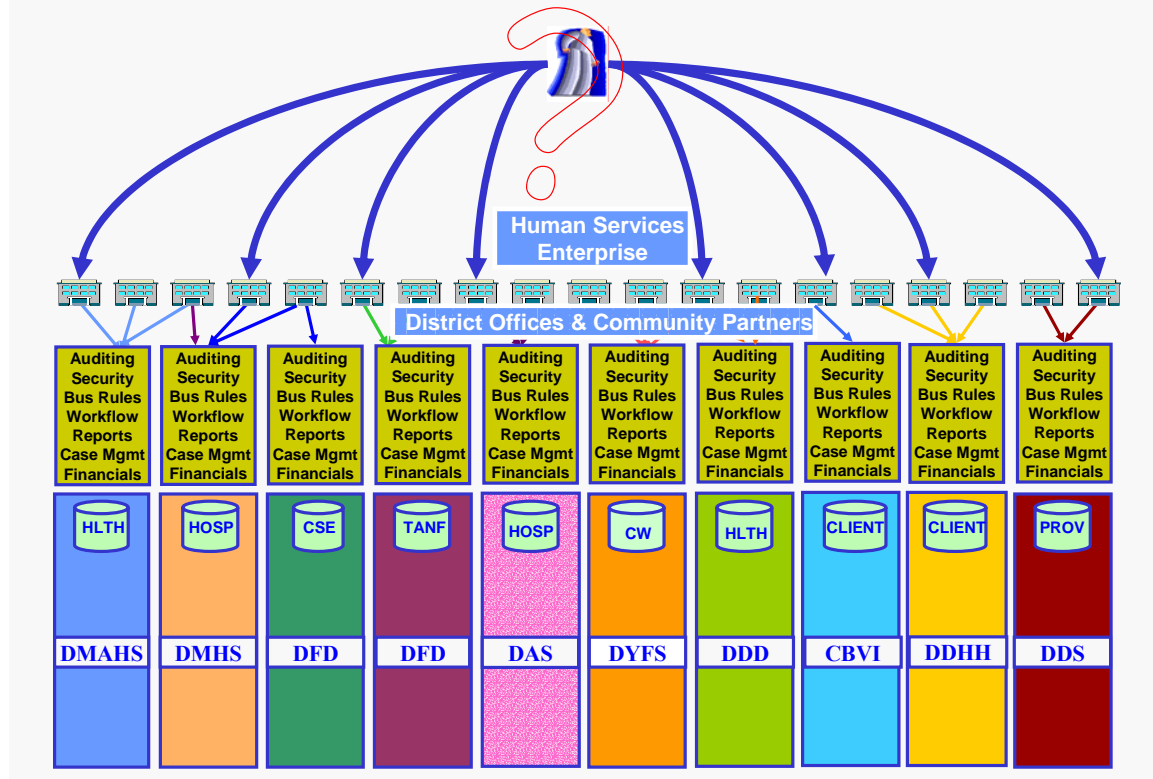 Human Services
Enterprise
District Offices & Community Partners
Auditing
Security
Bus Rules
Workflow
Reports
Case Mgmt
Financials
Auditing
Security
Bus Rules
Workflow
Reports
Case Mgmt
Financials
Auditing
Security
Bus Rules
Workflow
Reports
Case Mgmt
Financials
Auditing
Security
Bus Rules
Workflow
Reports
Case Mgmt
Financials
Auditing
Security
Bus Rules
Workflow
Reports
Case Mgmt
Financials
Auditing
Security
Bus Rules
Workflow
Reports
Case Mgmt
Financials
Auditing
Security
Bus Rules
Workflow
Reports
Case Mgmt
Financials
Auditing
Security
Bus Rules
Workflow
Reports
Case Mgmt
Financials
Auditing
Security
Bus Rules
Workflow
Reports
Case Mgmt
Financials
Auditing
Security
Bus Rules
Workflow
Reports
Case Mgmt
Financials
HLTH
HOSP
CSE
TANF
HOSP
CW
HLTH
CLIENT
CLIENT
PROV
DMAHS
DMHS
DFD
DFD
DAS
DYFS
DDD
CBVI
DDHH
DDS